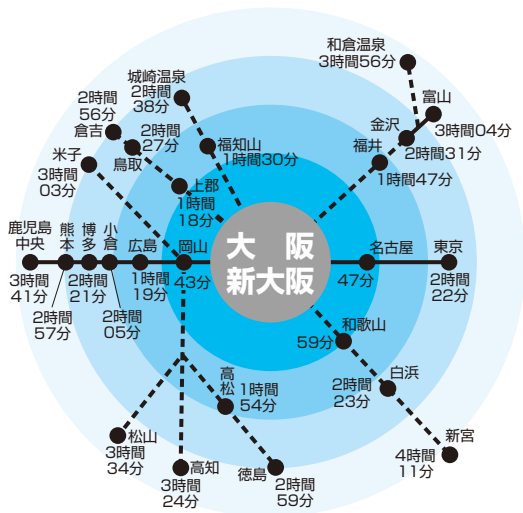 和倉温泉
3時間56分
富山
3時間04分
金沢
2時間31分
福井
1時間47分
城崎温泉
2時間
38分
福知山
1時間30分
2時間
56分
倉吉
2時間
27分
鳥取
上郡
1時間
18分
米子
3時間
03分
大 阪
新大阪
鹿児島
中央
3時間
41分
熊本
2時間
57分
博多
2時間
21分
小倉
2時間
05分
広島
1時間
19分
岡山
43分
名古屋
47分
東京
2時間
22分
和歌山
59分
白浜
2時間
23分
新宮
4時間
11分
高松
1時間
54分
徳島
2時間
59分
高知
3時間
24分
松山
3時間
34分